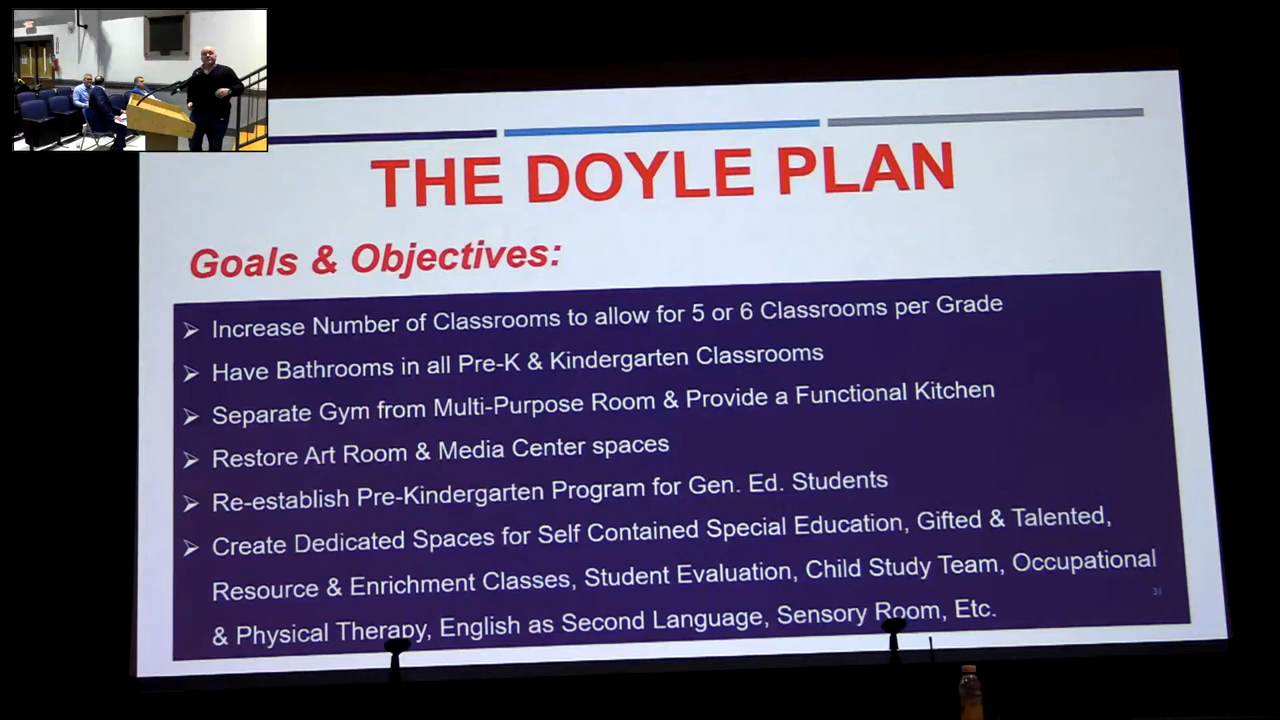 THE DOYLE PLAN
Goals & Objectives:
Increase Number of Classrooms to allow for 5 or 6 Classrooms per Grade
Have Bathrooms in all Pre-K & Kindergarten Classrooms
Separate Gym from Multi-Purpose Room & Provide a Functional Kitchen
Restore Art Room & Media Center spaces
Re-establish Pre-Kindergarten Program for Gen. Ed. Students
Create Dedicated Spaces for Self Contained Special Education, Gifted & Talented,
Resource & Enrichment Classes, Student Evaluation, Child Study Team, Occupational
& Physical Therapy, English as Second Language, Sensory Room, Etc.